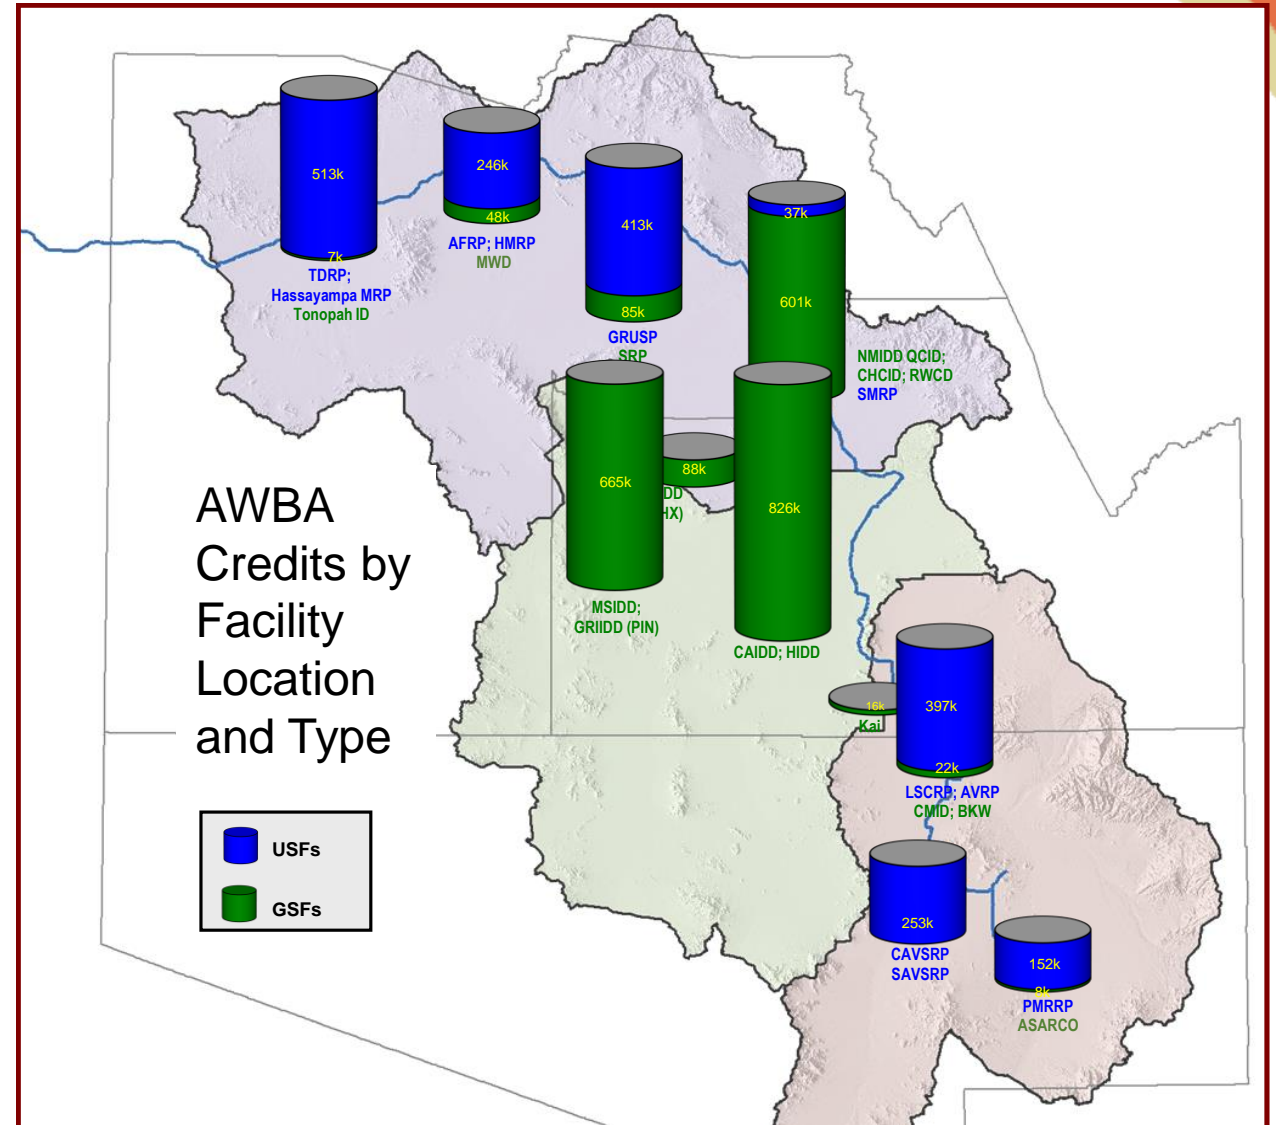 513k
7k
TDRP;
Hassayampa MRP
Tonopah ID
246k
48k
AFRP; HMRP
MWD
413k
85k
GRUSP
SRP
37k
601k
NMIDD QCID;
CHCID; RWCD
SMRP
665k
MSIDD;
GRIIDD (PIN)
88k
DD
HX)
826k
CAIDD; HIDD
AWBA
Credits by
Facility
Location
and Type
16k
Kai
397k
22k
LSCRP; AVRP
CMID; BKW
USFs
GSFs
253k
CAVSRP
SAVSRP
152k
8k
PMRRP
ASARCO